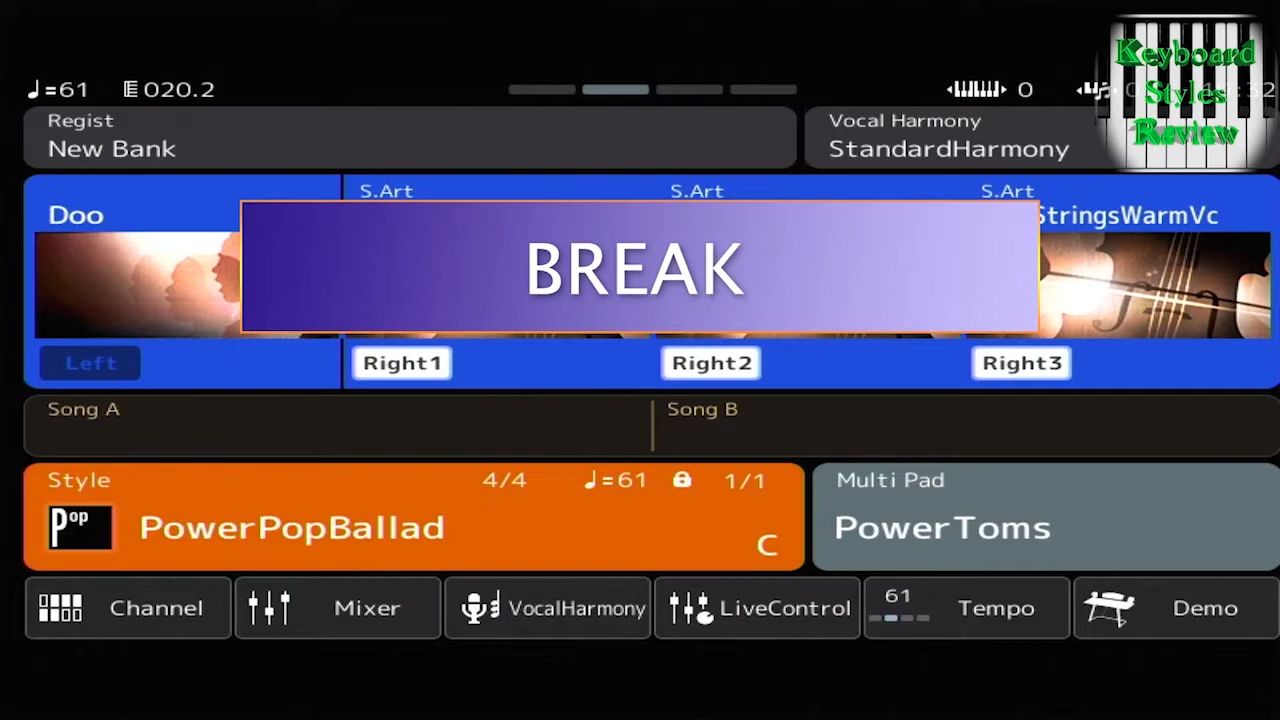 ♩=61
020.2
0
Keyboard
Styles
Review
Regist
New Bank
Vocal Harmony
StandardHarmony
Doo
S.Art
S.Art
S.Art
StringsWarmVc
BREAK
Left
Right1
Right2
Right3
Song A
Song B
Style
4/4
♩=61
1/1
Pop
PowerPopBallad
C
Multi Pad
PowerToms
Channel
Mixer
VocalHarmony
LiveControl
61
Tempo
Demo